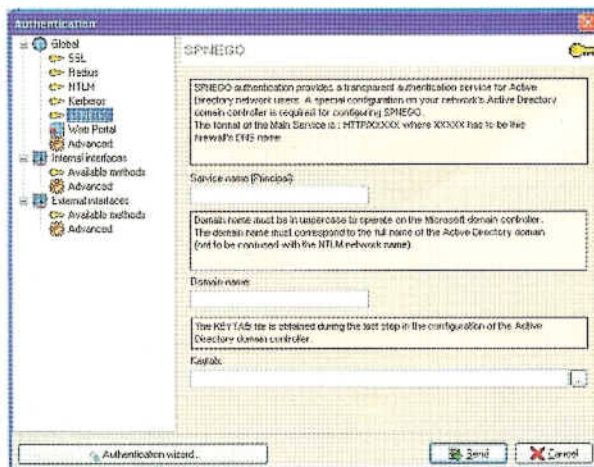 Authentication
Global
SSL
Radius
NTLM
Kerberos
SPNEGO
Web Portal
Advanced
Internal interfaces
Available methods
Advanced
External interfaces
Available methods
Advanced
SPNEGO
SPNEGO authentication provides a transparent authentication service for Active
Directory network users. A special configuration on your network's Active Directory
domain controller is required for configuring SPNEGO.
The format of the Main Service is : HTTP/XXXXX where XXXXX has to be this
firewall's DNS name
Service name (Principal)
Domain name must be in uppercase to operate on the Microsoft domain controller.
The domain name must correspond to the full name of the Active Directory domain
(not to be confused with the NTLM network name).
Domain name:
The KEYTAB file is obtained during the last step in the configuration of the Active
Directory domain controller.
Keytab:
...
Authentication wizard...
Send
Cancel